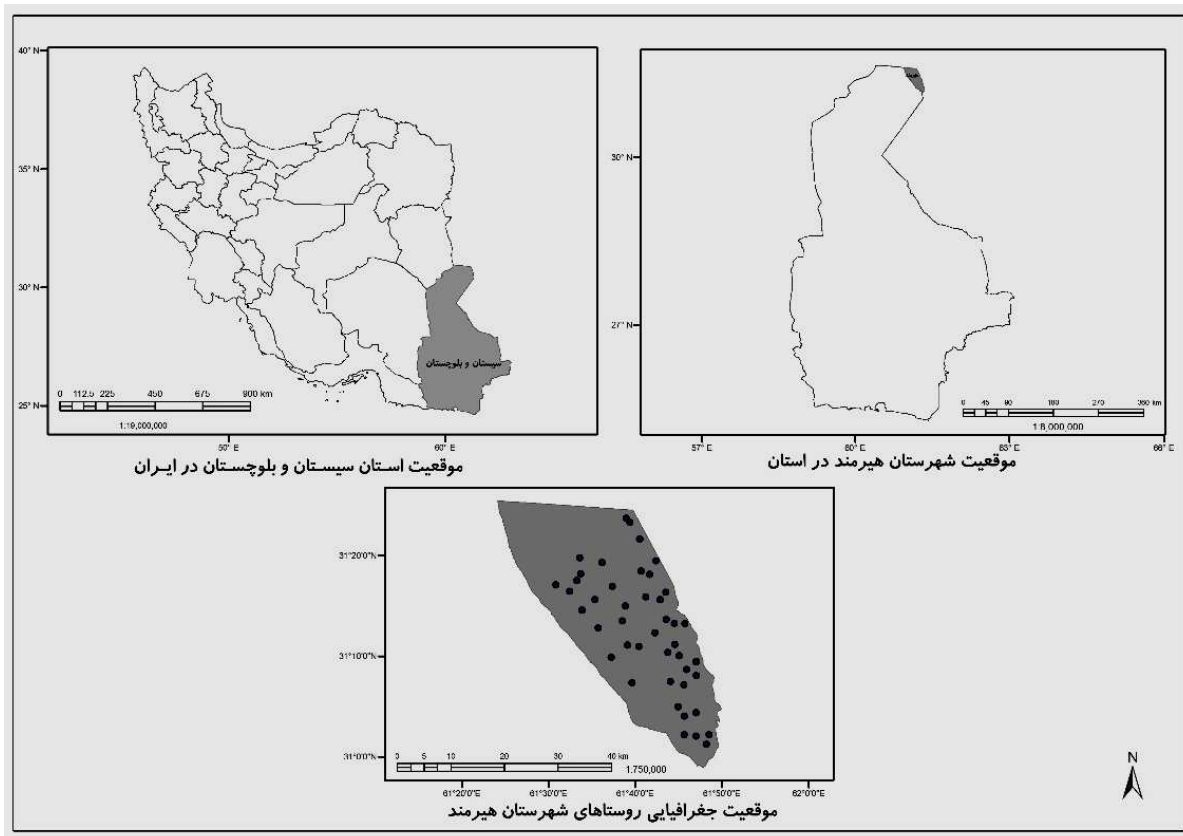 40° N
35° N
30° N
25° N
سیستان و بلوچستان
0 112.5 225 450 675 900 km
1:19,000,000
50° E 60° E
موقعیت استان سیستان و بلوچستان در ایران
30° N
27° N
0 45 90 180 270 360 km
1:8,000,000
57° E 60° E 63° E 66° E
موقعیت شهرستان هیرمند در استان
31°20'0"N
31°10'0"N
31°0'0"N
0 5 10 20 30 40 km
1:750,000
61°20'0"E 61°30'0"E 61°40'0"E 61°50'0"E 62°0'0"E
موقعیت جغرافیایی روستاهای شهرستان هیرمند
N